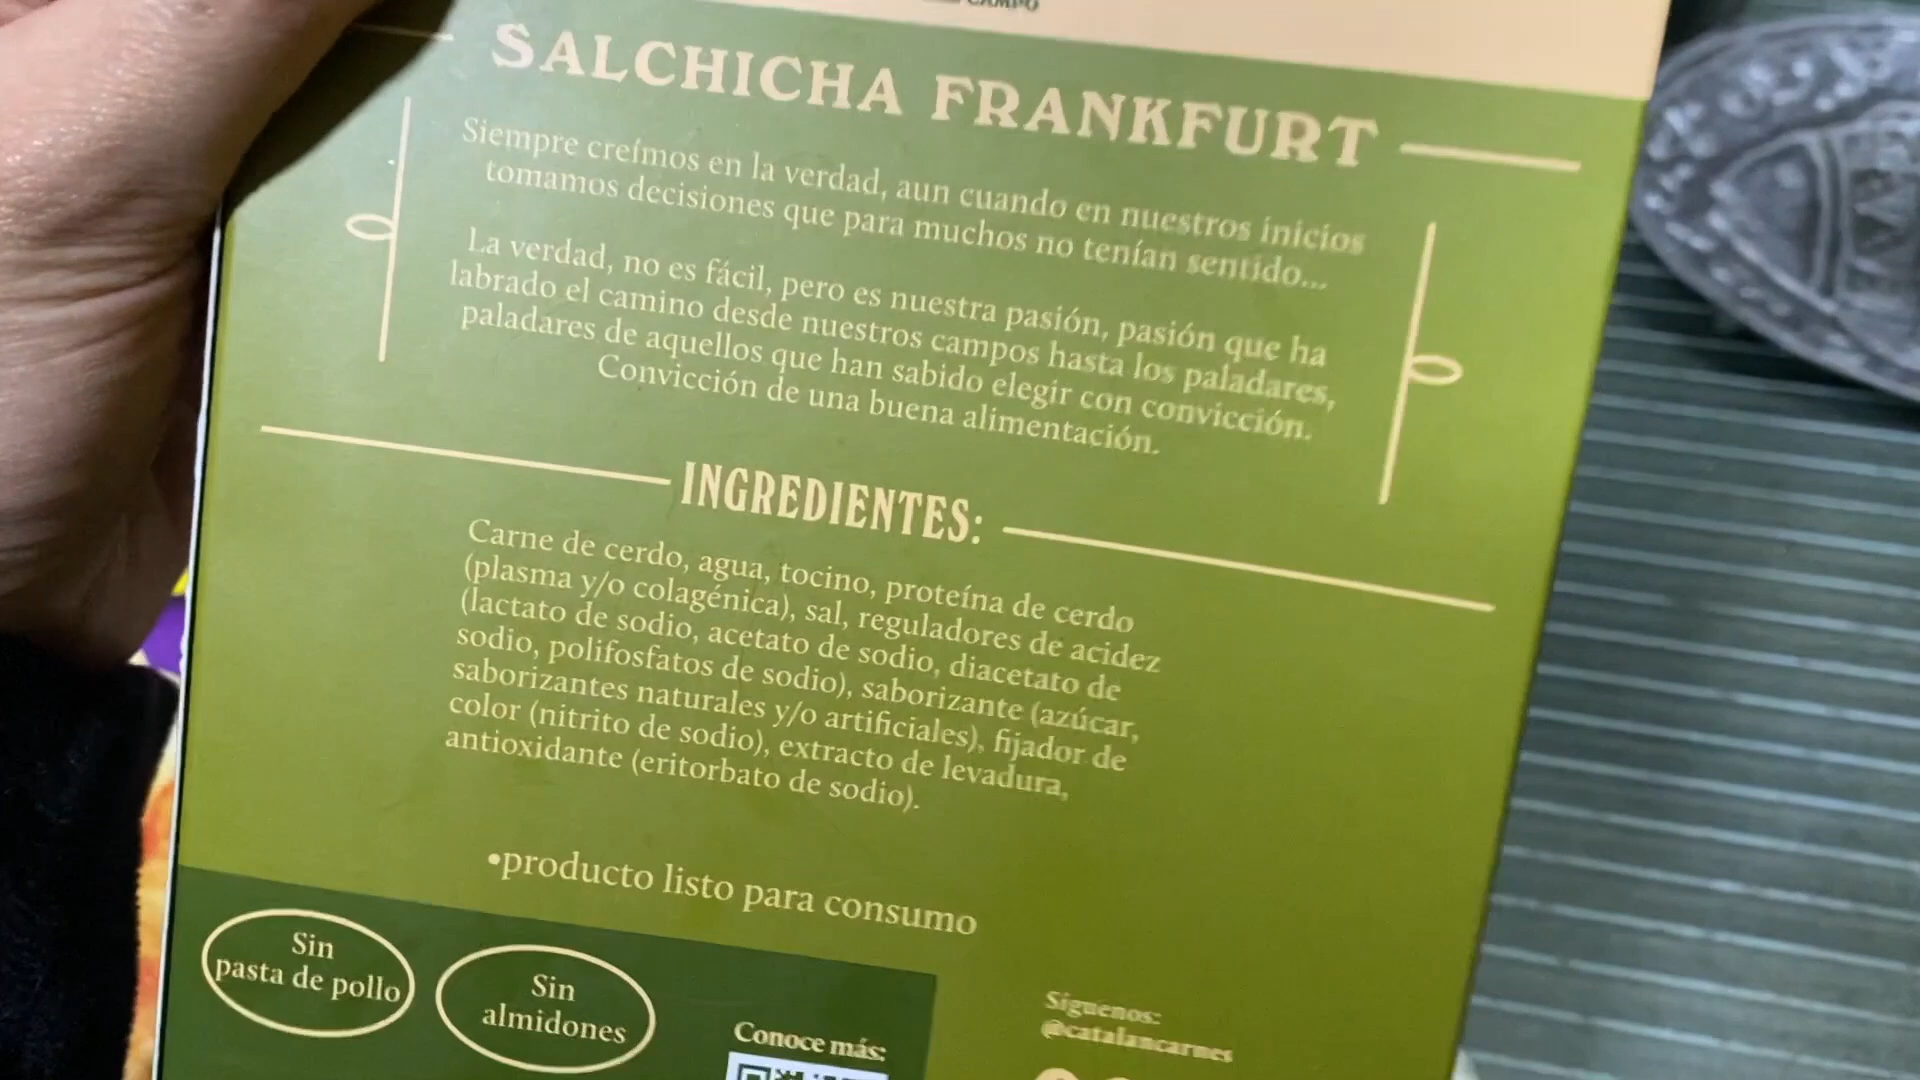 CAMPO
SALCHICHA FRANKFURT
Siempre creímos en la verdad, aun cuando en nuestros inicios
tomamos decisiones que para muchos no tenían sentido...
La verdad, no es fácil, pero es nuestra pasión, pasión que ha
labrado el camino desde nuestros campos hasta los paladares,
paladares de aquellos que han sabido elegir con convicción.
Convicción de una buena alimentación.
INGREDIENTES:
Carne de cerdo, agua, tocino, proteína de cerdo
(plasma y/o colagénica), sal, reguladores de acidez
(lactato de sodio, acetato de sodio, diacetato de
sodio, polifosfatos de sodio), saborizante (azúcar,
saborizantes naturales y/o artificiales), fijador de
color (nitrito de sodio), extracto de levadura,
antioxidante (eritorbato de sodio).
•producto listo para consumo
Sin
pasta de pollo
Sin
almidones
Conoce más:
Síguenos:
@catalancarnes